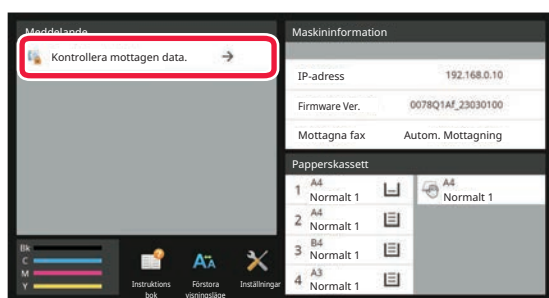 Meddelande
Kontrollera mottagen data.
Maskininformation
IP-adress 192.168.0.10
Firmware Ver. 0078Q1Af_23030100
Mottagna fax Autom. Mottagning
Papperskassett
1 A4
Normalt 1
A4
Normalt 1
2 A4
Normalt 1
3 B4
Normalt 1
4 A3
Normalt 1
Bk
C
M
Y
Instruktions
bok
Förstora
visningsläge
Inställningar